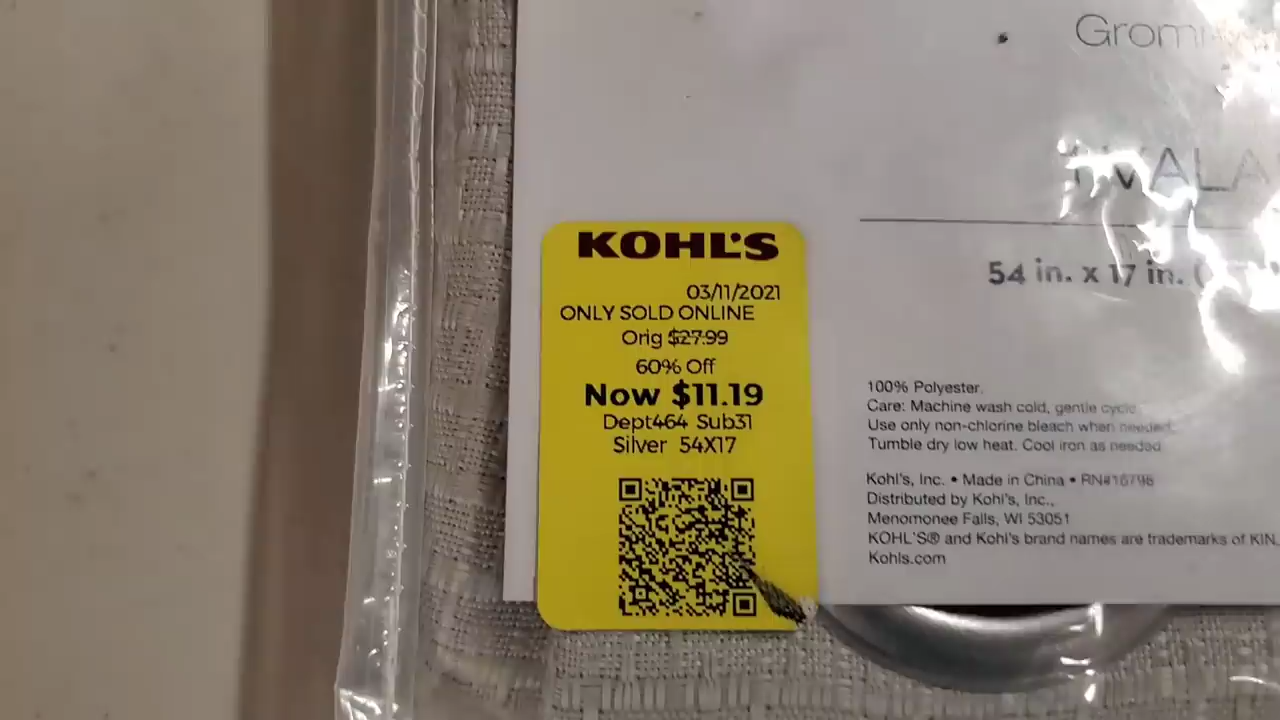 KOHL'S
03/11/2021
ONLY SOLD ONLINE
Orig $27.99
60% Off
Now $11.19
Dept464 Sub31
Silver 54X17
54 in. x 17 in.
100% Polyester.
Care: Machine wash cold, gentle cycle
Use only non-chlorine bleach when needed.
Tumble dry low heat. Cool iron as needed
Kohl's, Inc. • Made in China • RN#16796
Distributed by Kohl's, Inc.,
Menomonee Falls, WI 53051
KOHL'S® and Kohl's brand names are trademarks of KIN,
Kohls.com